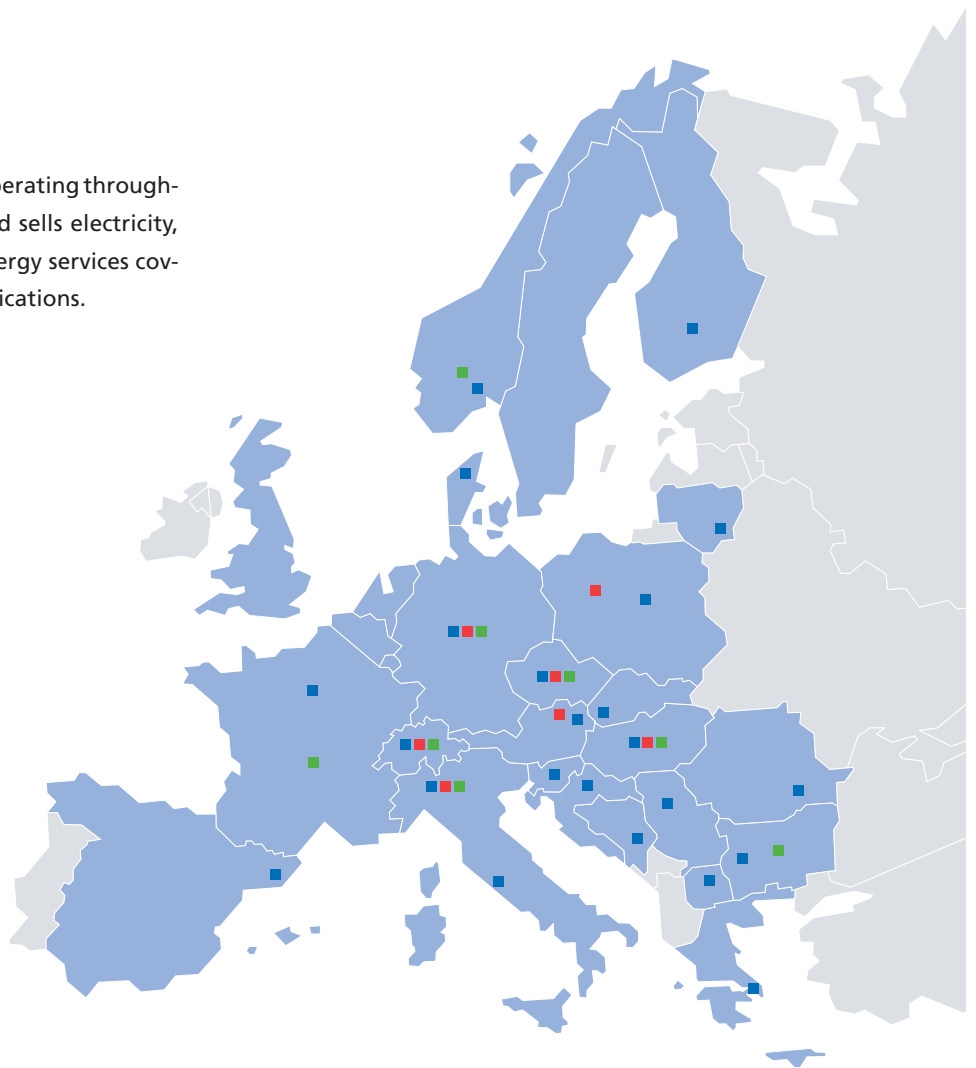 perating through-
d sells electricity,
ergy services cov-
ications.